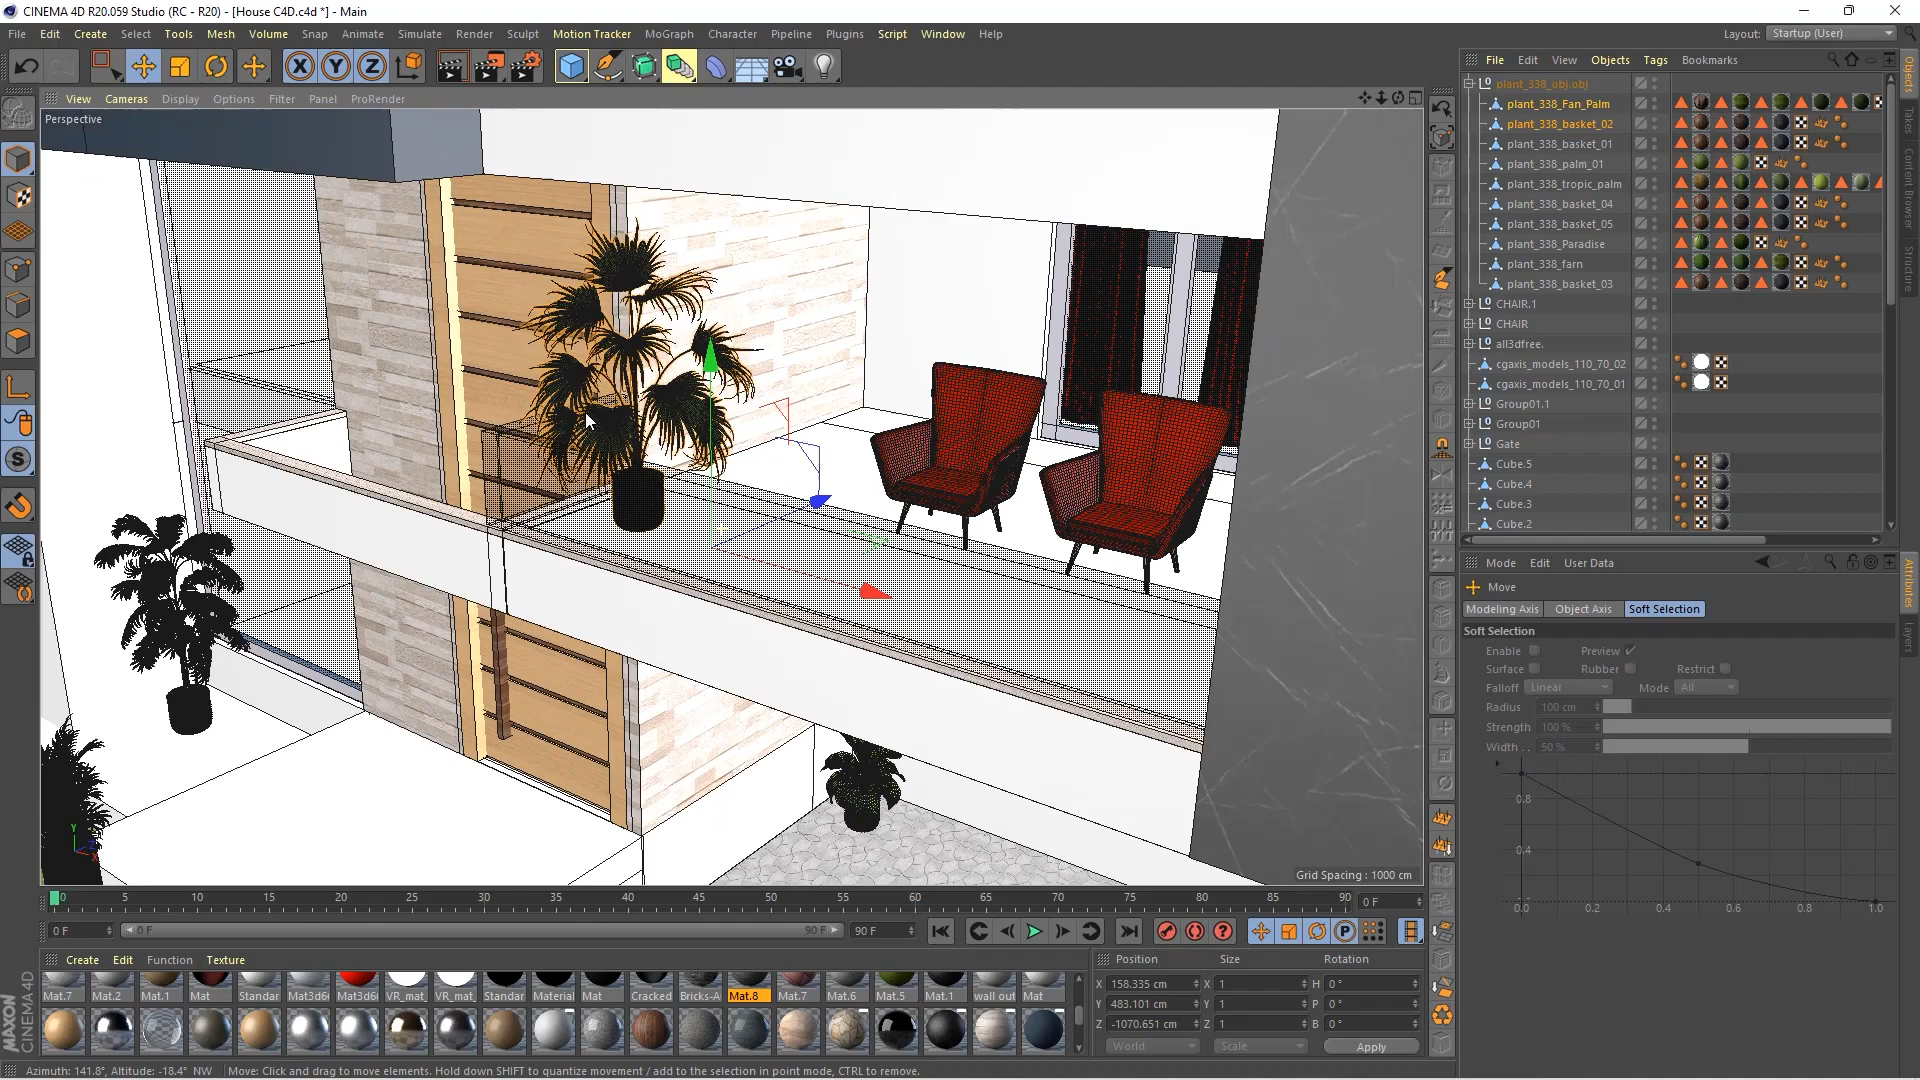 CINEMA 4D R20.059 Studio (RC - R20) - [House C4D.c4d *] - Main
File Edit Create Select Tools Mesh Volume Snap Animate Simulate Render Sculpt Motion Tracker MoGraph Character Pipeline Plugins Script Window Help
Layout: Startup (User)
View Cameras Display Options Filter Panel ProRender
Perspective
Grid Spacing : 1000 cm
File Edit View Objects Tags Bookmarks
plant_338_obj.obj
plant_338_Fan_Palm
plant_338_basket_02
plant_338_basket_01
plant_338_palm_01
plant_338_tropic_palm
plant_338_basket_04
plant_338_basket_05
plant_338_Paradise
plant_338_farn
plant_338_basket_03
CHAIR.1
CHAIR
all3dfree.
cgaxis_models_110_70_02
cgaxis_models_110_70_01
Group01.1
Group01
Gate
Cube.5
Cube.4
Cube.3
Cube.2
Objects
Takes
Content Browser
Structure
Mode Edit User Data
Move
Modeling Axis Object Axis Soft Selection
Soft Selection
Enable Preview
Surface Rubber Restrict
Falloff Linear Mode All
Radius 100 cm
Strength 100 %
Width . . 50 %
0.8
0.4
0.0 0.2 0.4 0.6 0.8 1.0
Attributes
Layers
0 5 10 15 20 25 30 35 40 45 50 55 60 65 70 75 80 85 90 0 F
0 F 0 F 90 F 90 F
Create Edit Function Texture
Mat.7 Mat.2 Mat.1 Mat Standar Mat3d6 Mat3d6 VR_mat_ VR_mat_ Standar Material Mat Cracked Bricks-A Mat.8 Mat.7 Mat.6 Mat.5 Mat.1 wall out Mat
Position Size Rotation
X 158.335 cm X 1 H 0 °
Y 483.101 cm Y 1 P 0 °
Z -1070.651 cm Z 1 B 0 °
World Scale Apply
MAXON CINEMA 4D
Azimuth: 141.8°, Altitude: -18.4° NW Move: Click and drag to move elements. Hold down SHIFT to quantize movement / add to the selection in point mode, CTRL to remove.